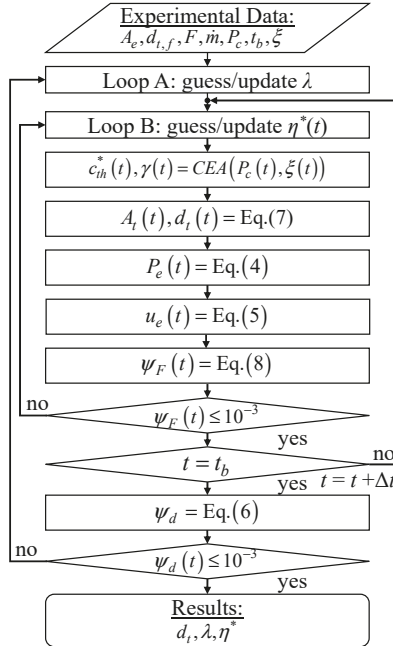 Experimental Data:
A_e, d_{t,f}, F, ṁ, P_c, t_b, ξ
Loop A: guess/update λ
Loop B: guess/update η*(t)
c*_{th}(t), γ(t) = CEA(P_c(t), ξ(t))
A_t(t), d_t(t) = Eq.(7)
P_e(t) = Eq.(4)
u_e(t) = Eq.(5)
ψ_F(t) = Eq.(8)
no
ψ_F(t) ≤ 10^{-3}
yes
no
t = t_b
yes
t = t + Δt
ψ_d = Eq.(6)
no
ψ_d(t) ≤ 10^{-3}
yes
Results:
d_t, λ, η*